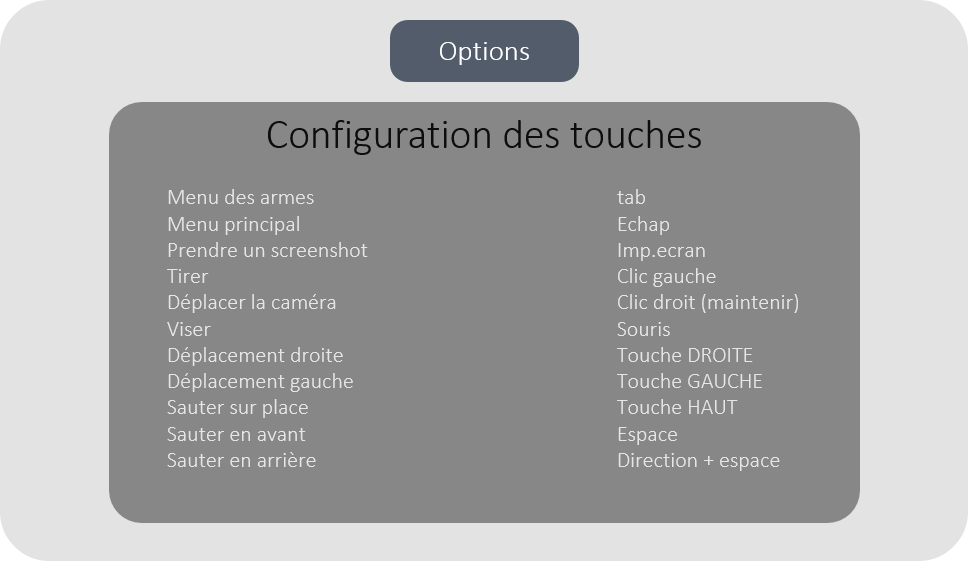 Options
Configuration des touches
Menu des armes tab
Menu principal Echap
Prendre un screenshot Imp.ecran
Tirer Clic gauche
Déplacer la caméra Clic droit (maintenir)
Viser Souris
Déplacement droite Touche DROITE
Déplacement gauche Touche GAUCHE
Sauter sur place Touche HAUT
Sauter en avant Espace
Sauter en arrière Direction + espace